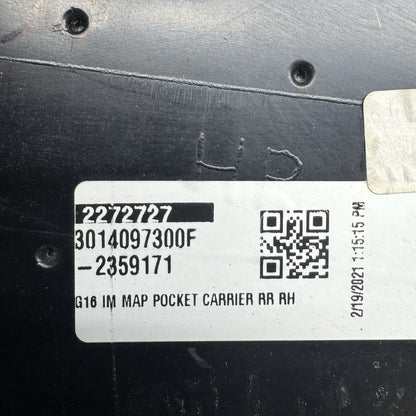 2272727
3014097300F
-2359171
G16 IM MAP POCKET CARRIER RR RH
2/19/2021 1:15:15 PM